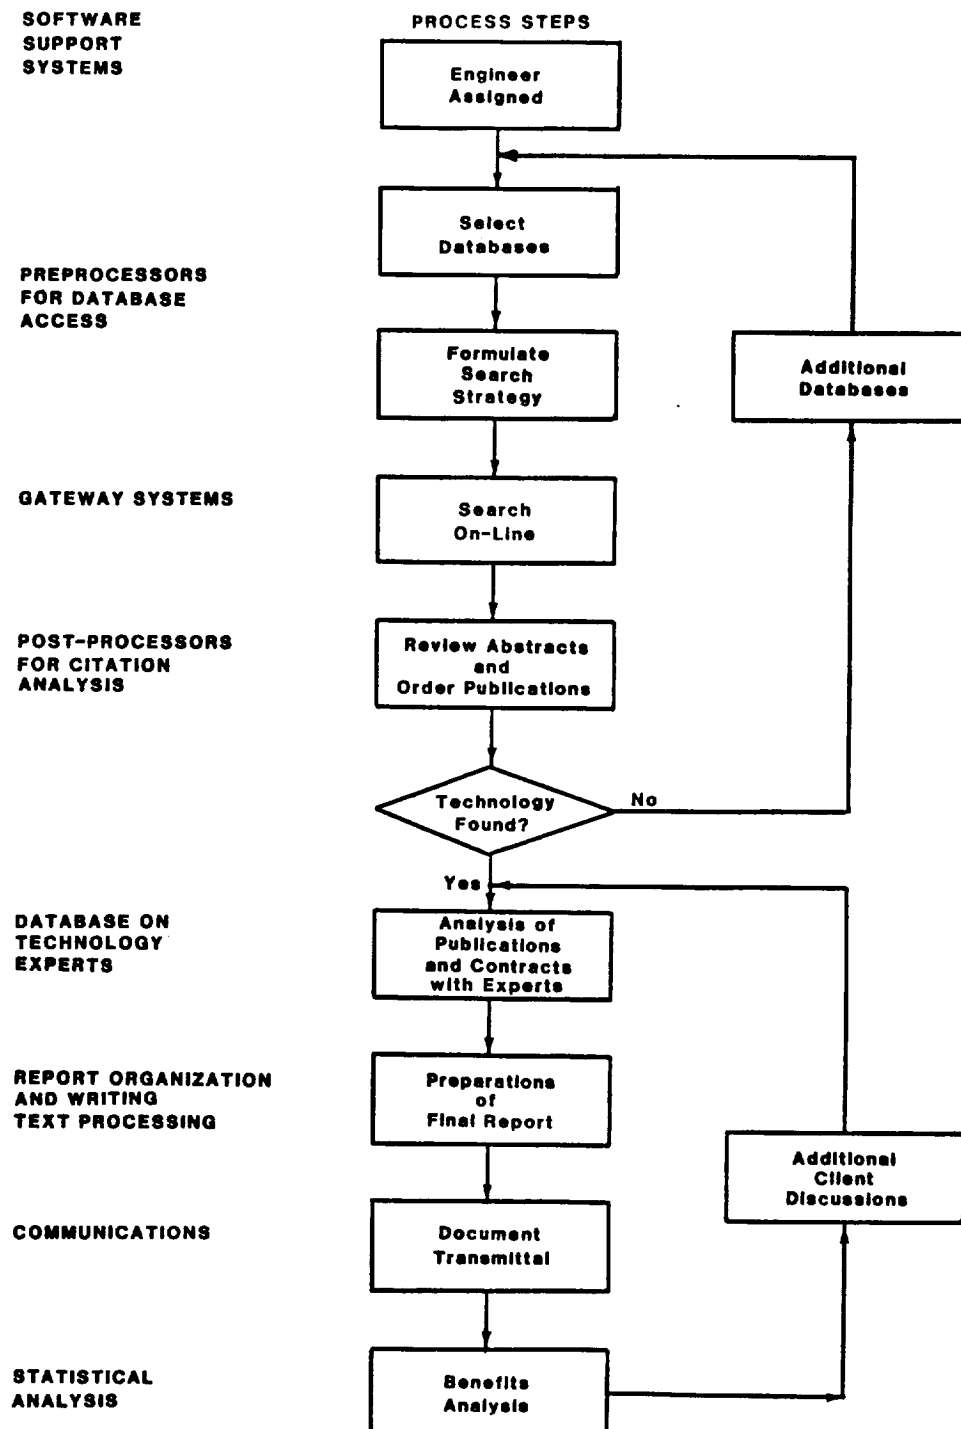 SOFTWARE
SUPPORT
SYSTEMS
PROCESS STEPS
Engineer
Assigned
Select
Databases
PREPROCESSORS
FOR DATABASE
ACCESS
Formulate
Search
Strategy
Additional
Databases
GATEWAY SYSTEMS
Search
On-Line
POST-PROCESSORS
FOR CITATION
ANALYSIS
Review Abstracts
and
Order Publications
Technology
Found?
No
Yes
DATABASE ON
TECHNOLOGY
EXPERTS
Analysis of
Publications
and Contracts
with Experts
REPORT ORGANIZATION
AND WRITING
TEXT PROCESSING
Preparations
of
Final Report
Additional
Client
Discussions
COMMUNICATIONS
Document
Transmittal
STATISTICAL
ANALYSIS
Benefits
Analysis